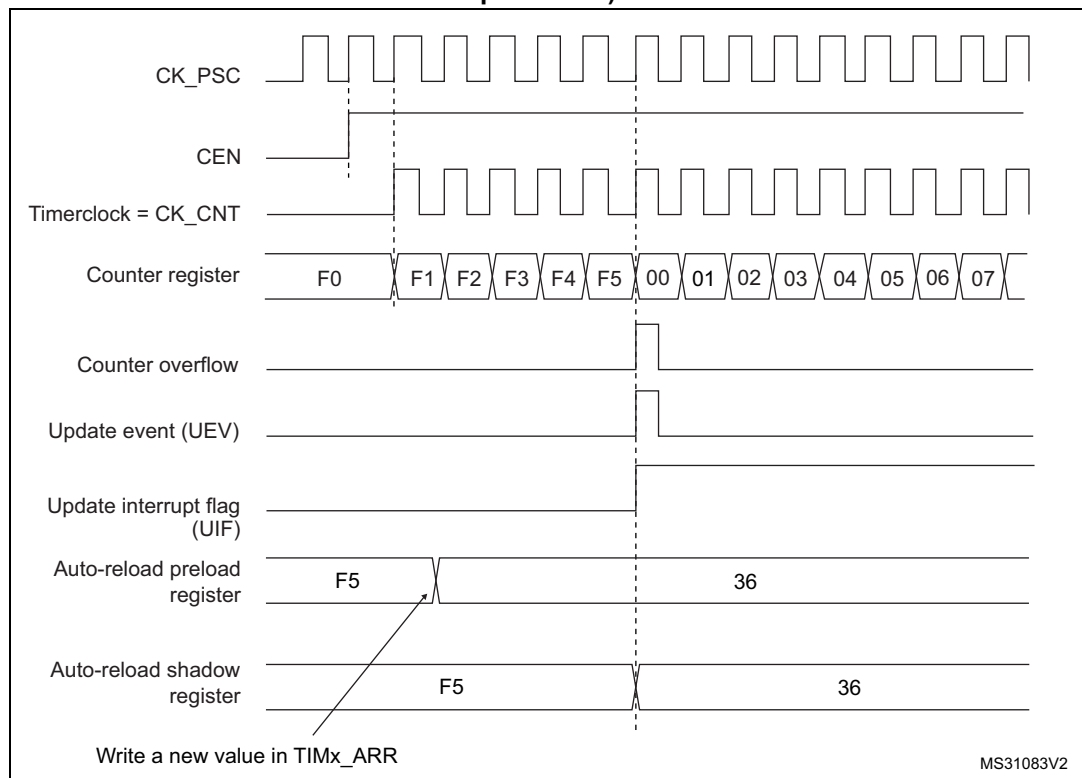 CK_PSC
CEN
Timerclock = CK_CNT
Counter register
F0 F1 F2 F3 F4 F5 00 01 02 03 04 05 06 07
Counter overflow
Update event (UEV)
Update interrupt flag
(UIF)
Auto-reload preload
register
F5 36
Auto-reload shadow
register
F5 36
Write a new value in TIMx_ARR
MS31083V2